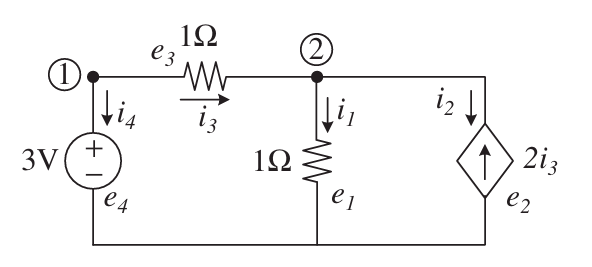 1Ω
e₃
①
②
i₃
i₄
i₁
i₂
3V
+
−
1Ω
2i₃
e₄
e₁
e₂